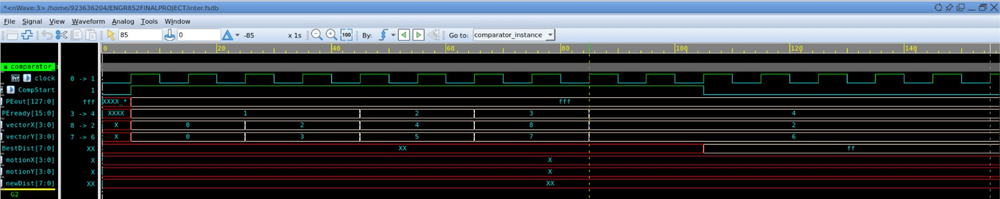 *<nWave:3> /home/923636204/ENGR852FINALPROJECT/inter.fsdb
File Signal View Waveform Analog Tools Window
85 0 -85 x 1s 100 By: Go to: comparator_instance
0 20 40 60 80 100 120 140
= comparator_i
clock 0 -> 1
CompStart 1
PEout[127:0] fff XXXX_* fff
PEready[15:0] 3 -> 4 XXXX 1 2 3 4
vectorX[3:0] 8 -> 2 X 0 2 4 8 2
vectorY[3:0] 7 -> 6 X 0 3 5 7 6
BestDist[7:0] XX XX ff
motionX[3:0] X X
motionY[3:0] X X
newDist[7:0] XX XX
G2